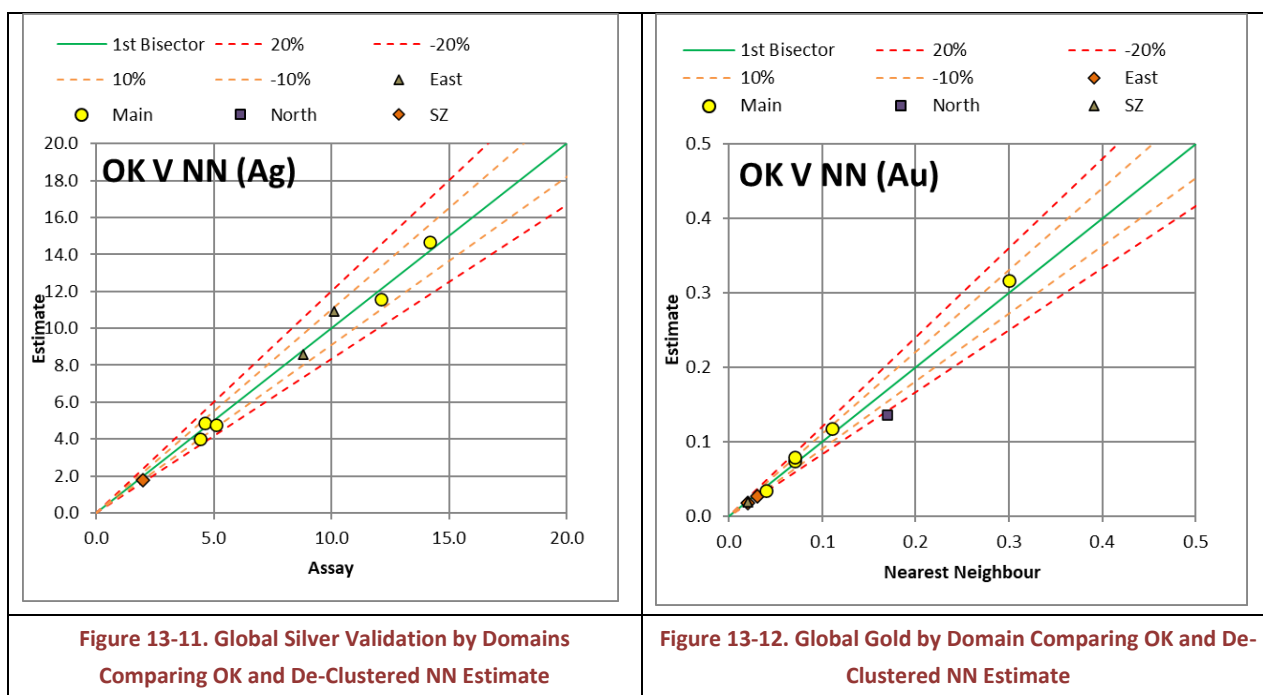 1st Bisector 20% -20%
10% -10% East
Main North SZ
OK V NN (Ag)
20.0
18.0
16.0
14.0
12.0
10.0
8.0
6.0
4.0
2.0
0.0
Estimate
0.0 5.0 10.0 15.0 20.0
Assay
Figure 13-11. Global Silver Validation by Domains
Comparing OK and De-Clustered NN Estimate
1st Bisector 20% -20%
10% -10% East
Main North SZ
OK V NN (Au)
0.5
0.4
0.3
0.2
0.1
0.0
Estimate
0.0 0.1 0.2 0.3 0.4 0.5
Nearest Neighbour
Figure 13-12. Global Gold by Domain Comparing OK and De-
Clustered NN Estimate